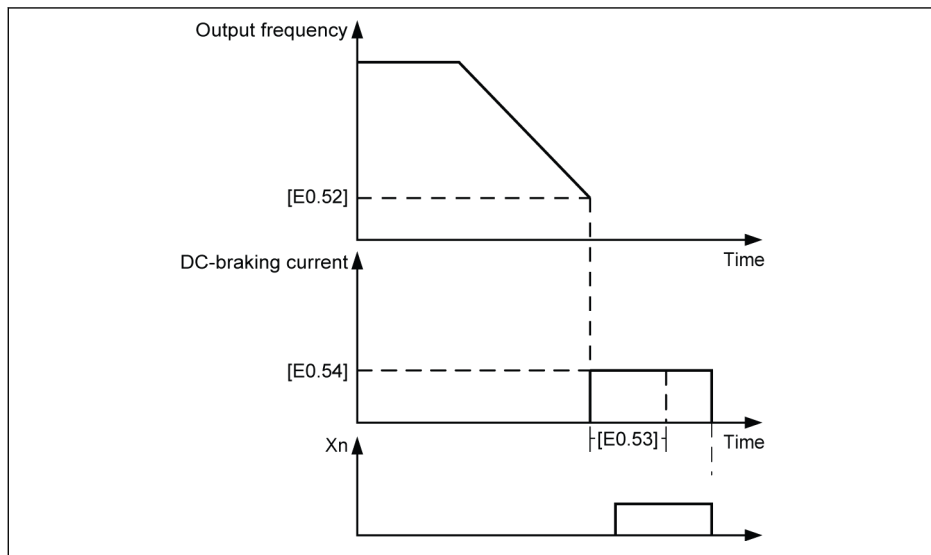 Output frequency
[E0.52]
Time
DC-braking current
[E0.54]
[E0.53]
Time
Xn